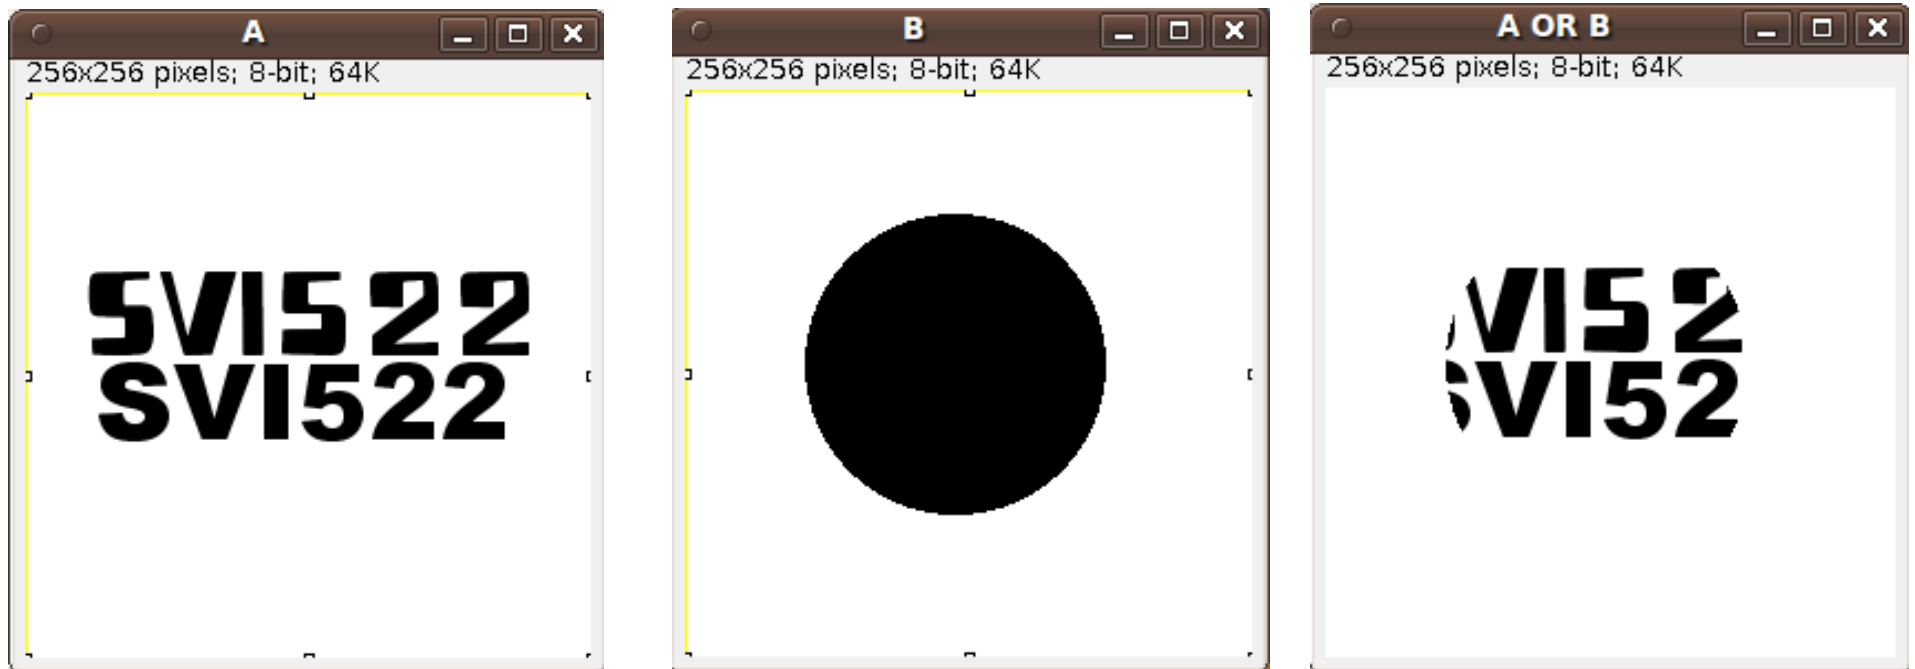 A
256x256 pixels; 8-bit; 64K
SVI522
SVI522
B
256x256 pixels; 8-bit; 64K
A OR B
256x256 pixels; 8-bit; 64K
VI52
SVI52